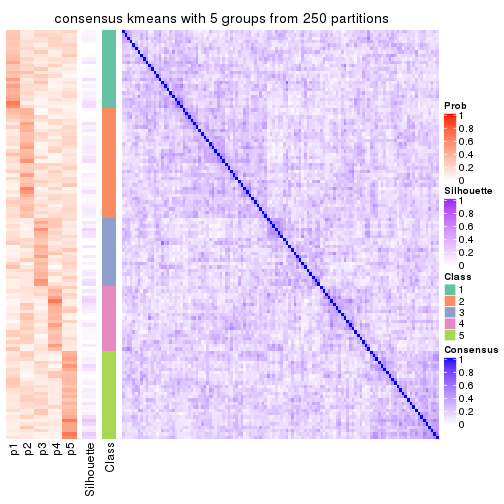 consensus kmeans with 5 groups from 250 partitions
Prob
1
0.8
0.6
0.4
0.2
0
Silhouette
1
0.8
0.6
0.4
0.2
0
Class
1
2
3
4
5
Consensus
1
0.8
0.6
0.4
0.2
0
p1
p2
p3
p4
p5
Silhouette
Class